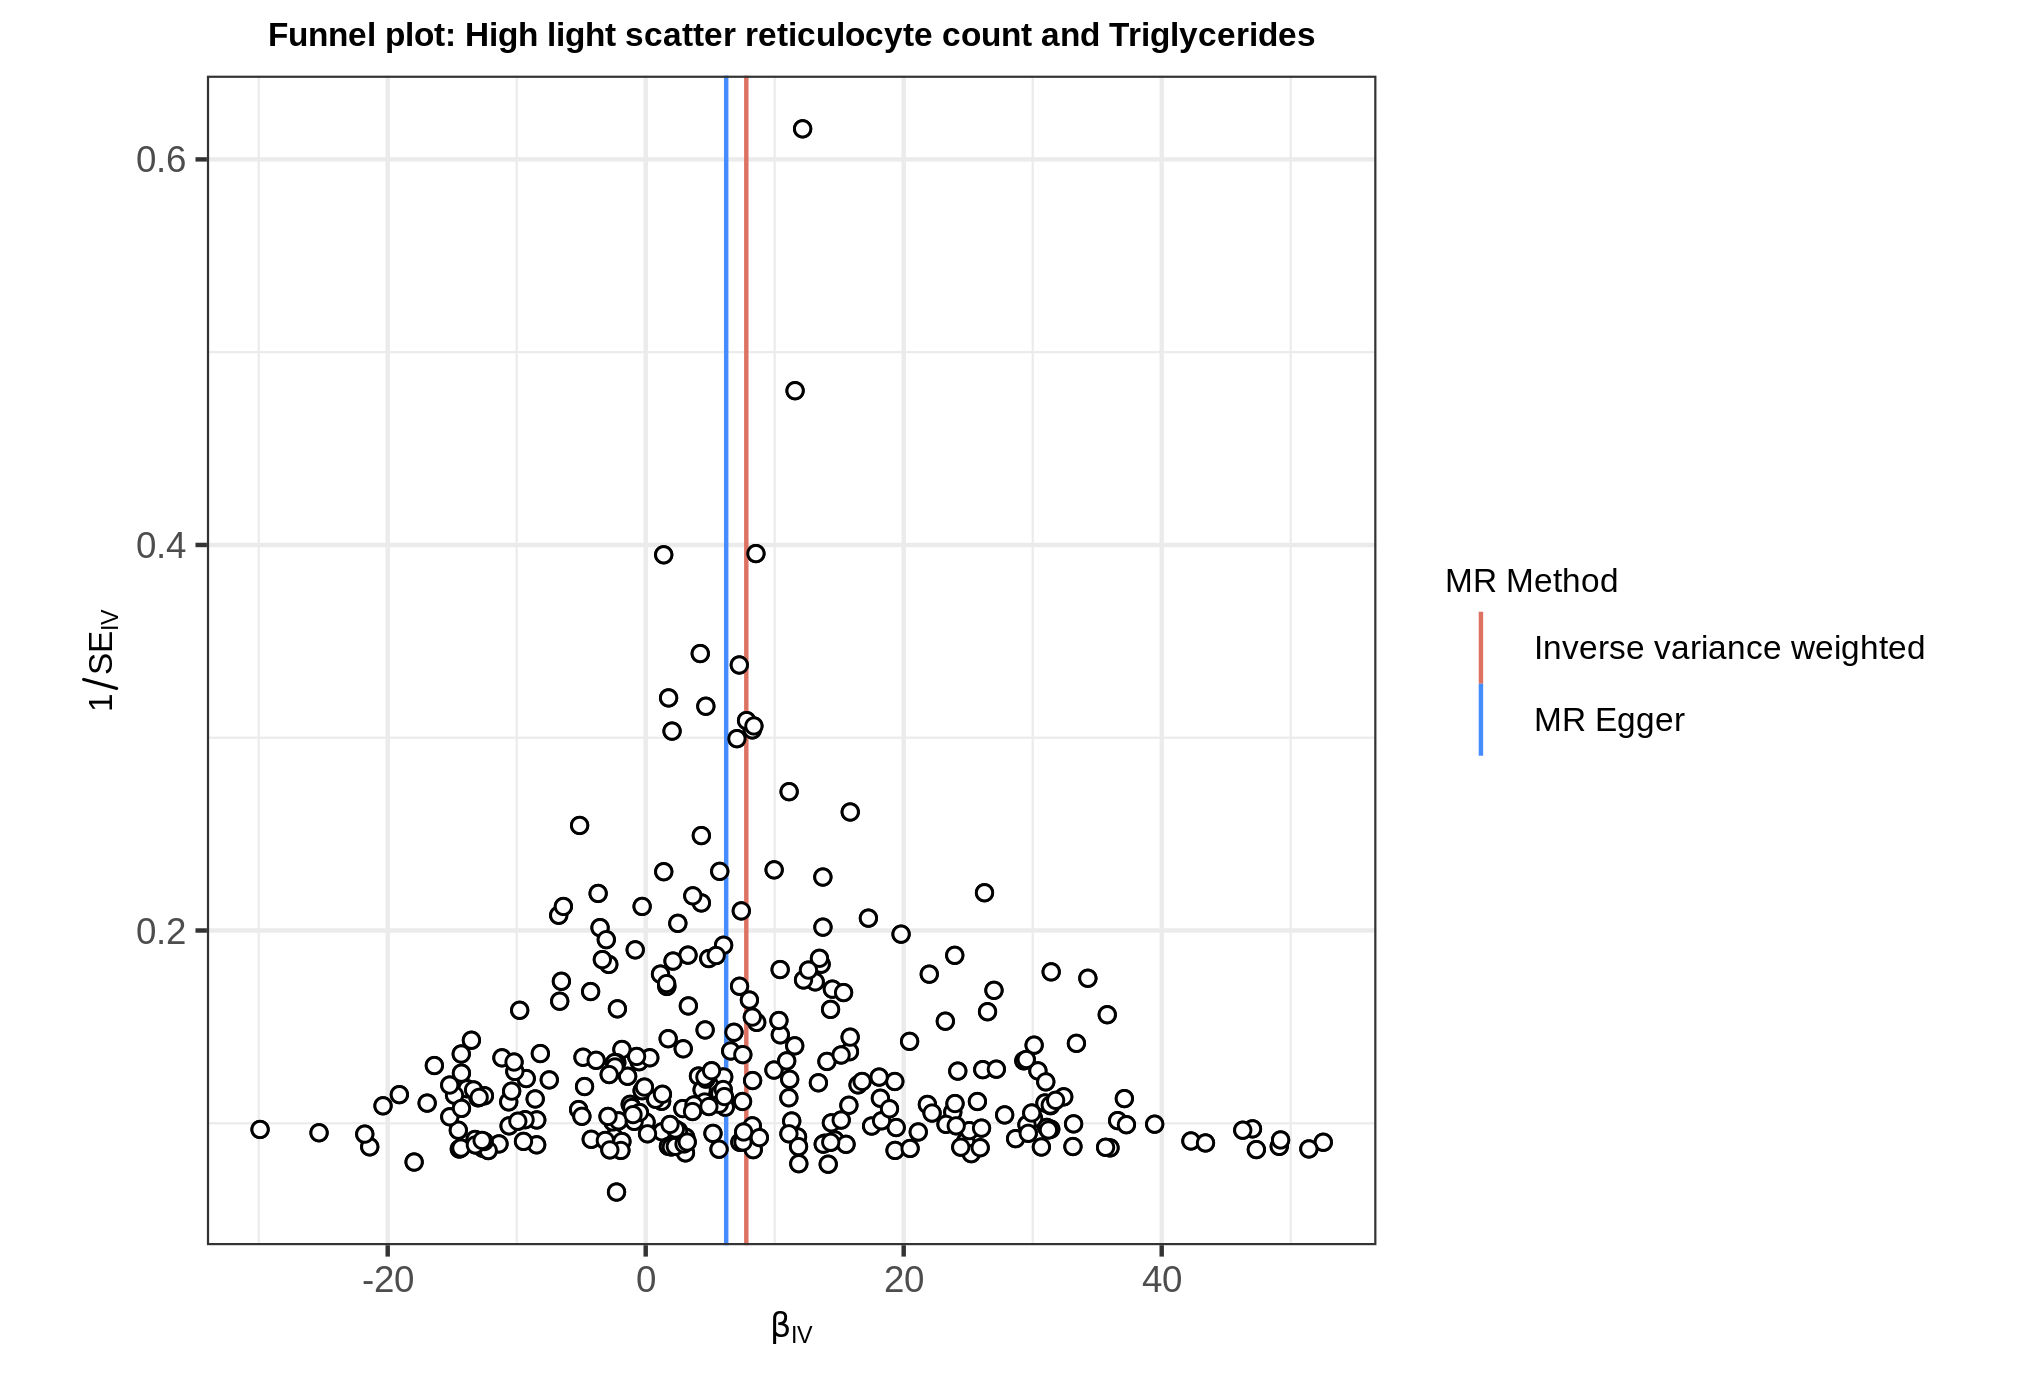 Funnel plot: High light scatter reticulocyte count and Triglycerides
0.6
0.4
0.2
1/SEIV
-20 0 20 40
βIV
MR Method
Inverse variance weighted
MR Egger